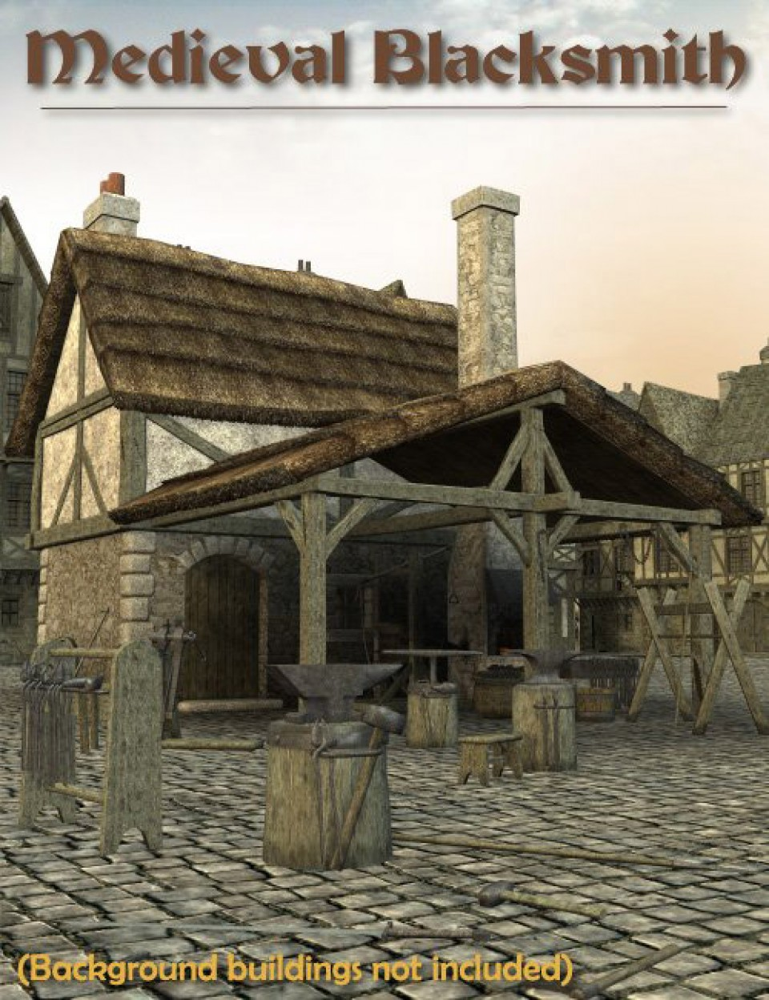 Medieval Blacksmith
(Background buildings not included)